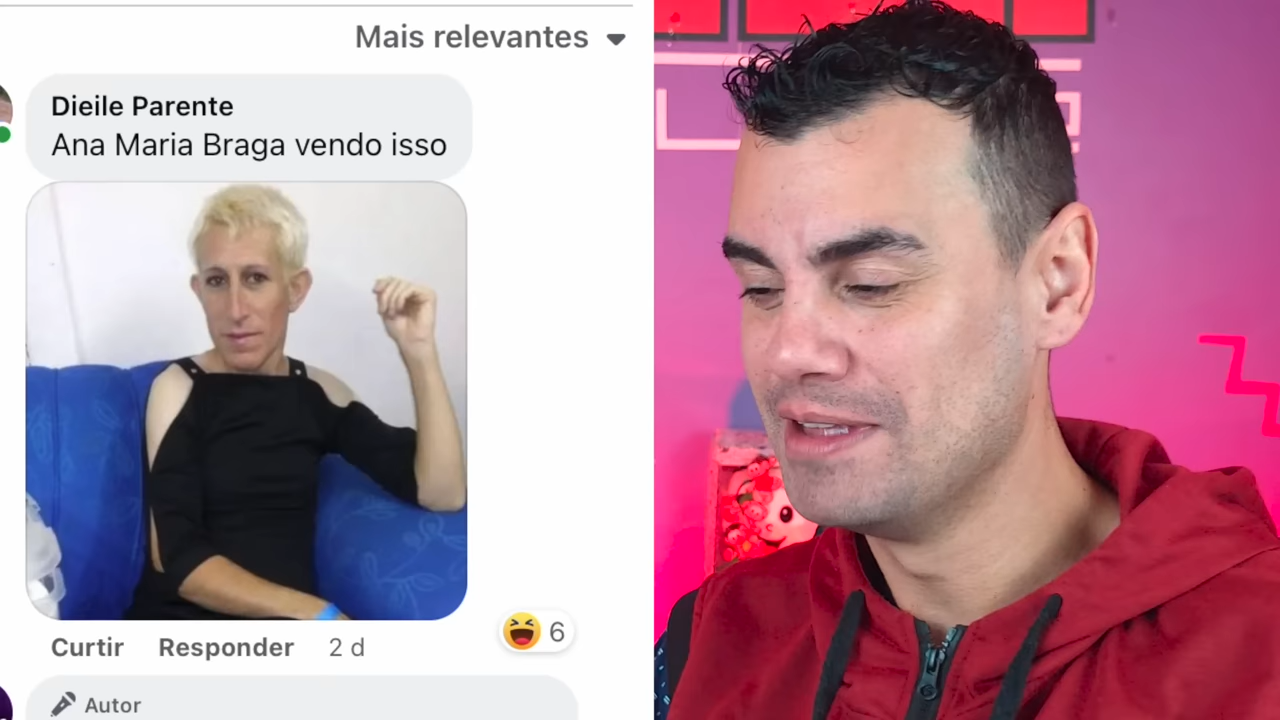 Mais relevantes
Dieile Parente
Ana Maria Braga vendo isso
Curtir Responder 2 d
6
Autor